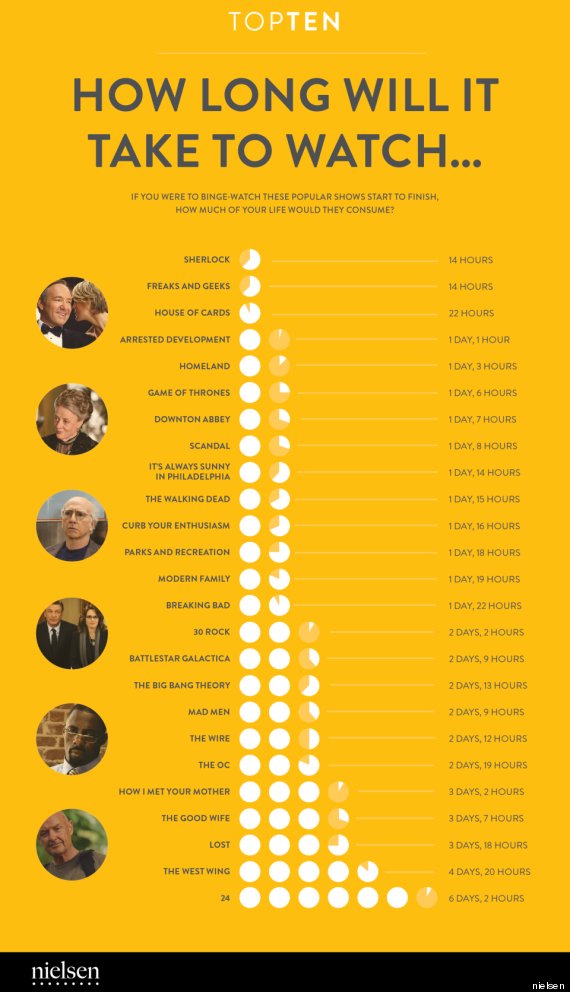 TOPTEN
HOW LONG WILL IT
TAKE TO WATCH...
IF YOU WERE TO BINGE-WATCH THESE POPULAR SHOWS START TO FINISH,
HOW MUCH OF YOUR LIFE WOULD THEY CONSUME?
SHERLOCK 14 HOURS
FREAKS AND GEEKS 14 HOURS
HOUSE OF CARDS 22 HOURS
ARRESTED DEVELOPMENT 1 DAY, 1 HOUR
HOMELAND 1 DAY, 3 HOURS
GAME OF THRONES 1 DAY, 6 HOURS
DOWNTON ABBEY 1 DAY, 7 HOURS
SCANDAL 1 DAY, 8 HOURS
IT'S ALWAYS SUNNY
IN PHILADELPHIA 1 DAY, 14 HOURS
THE WALKING DEAD 1 DAY, 15 HOURS
CURB YOUR ENTHUSIASM 1 DAY, 16 HOURS
PARKS AND RECREATION 1 DAY, 18 HOURS
MODERN FAMILY 1 DAY, 19 HOURS
BREAKING BAD 1 DAY, 22 HOURS
30 ROCK 2 DAYS, 2 HOURS
BATTLESTAR GALACTICA 2 DAYS, 9 HOURS
THE BIG BANG THEORY 2 DAYS, 13 HOURS
MAD MEN 2 DAYS, 9 HOURS
THE WIRE 2 DAYS, 12 HOURS
THE OC 2 DAYS, 19 HOURS
HOW I MET YOUR MOTHER 3 DAYS, 2 HOURS
THE GOOD WIFE 3 DAYS, 7 HOURS
LOST 3 DAYS, 18 HOURS
THE WEST WING 4 DAYS, 20 HOURS
24 6 DAYS, 2 HOURS
nielsen
nielsen